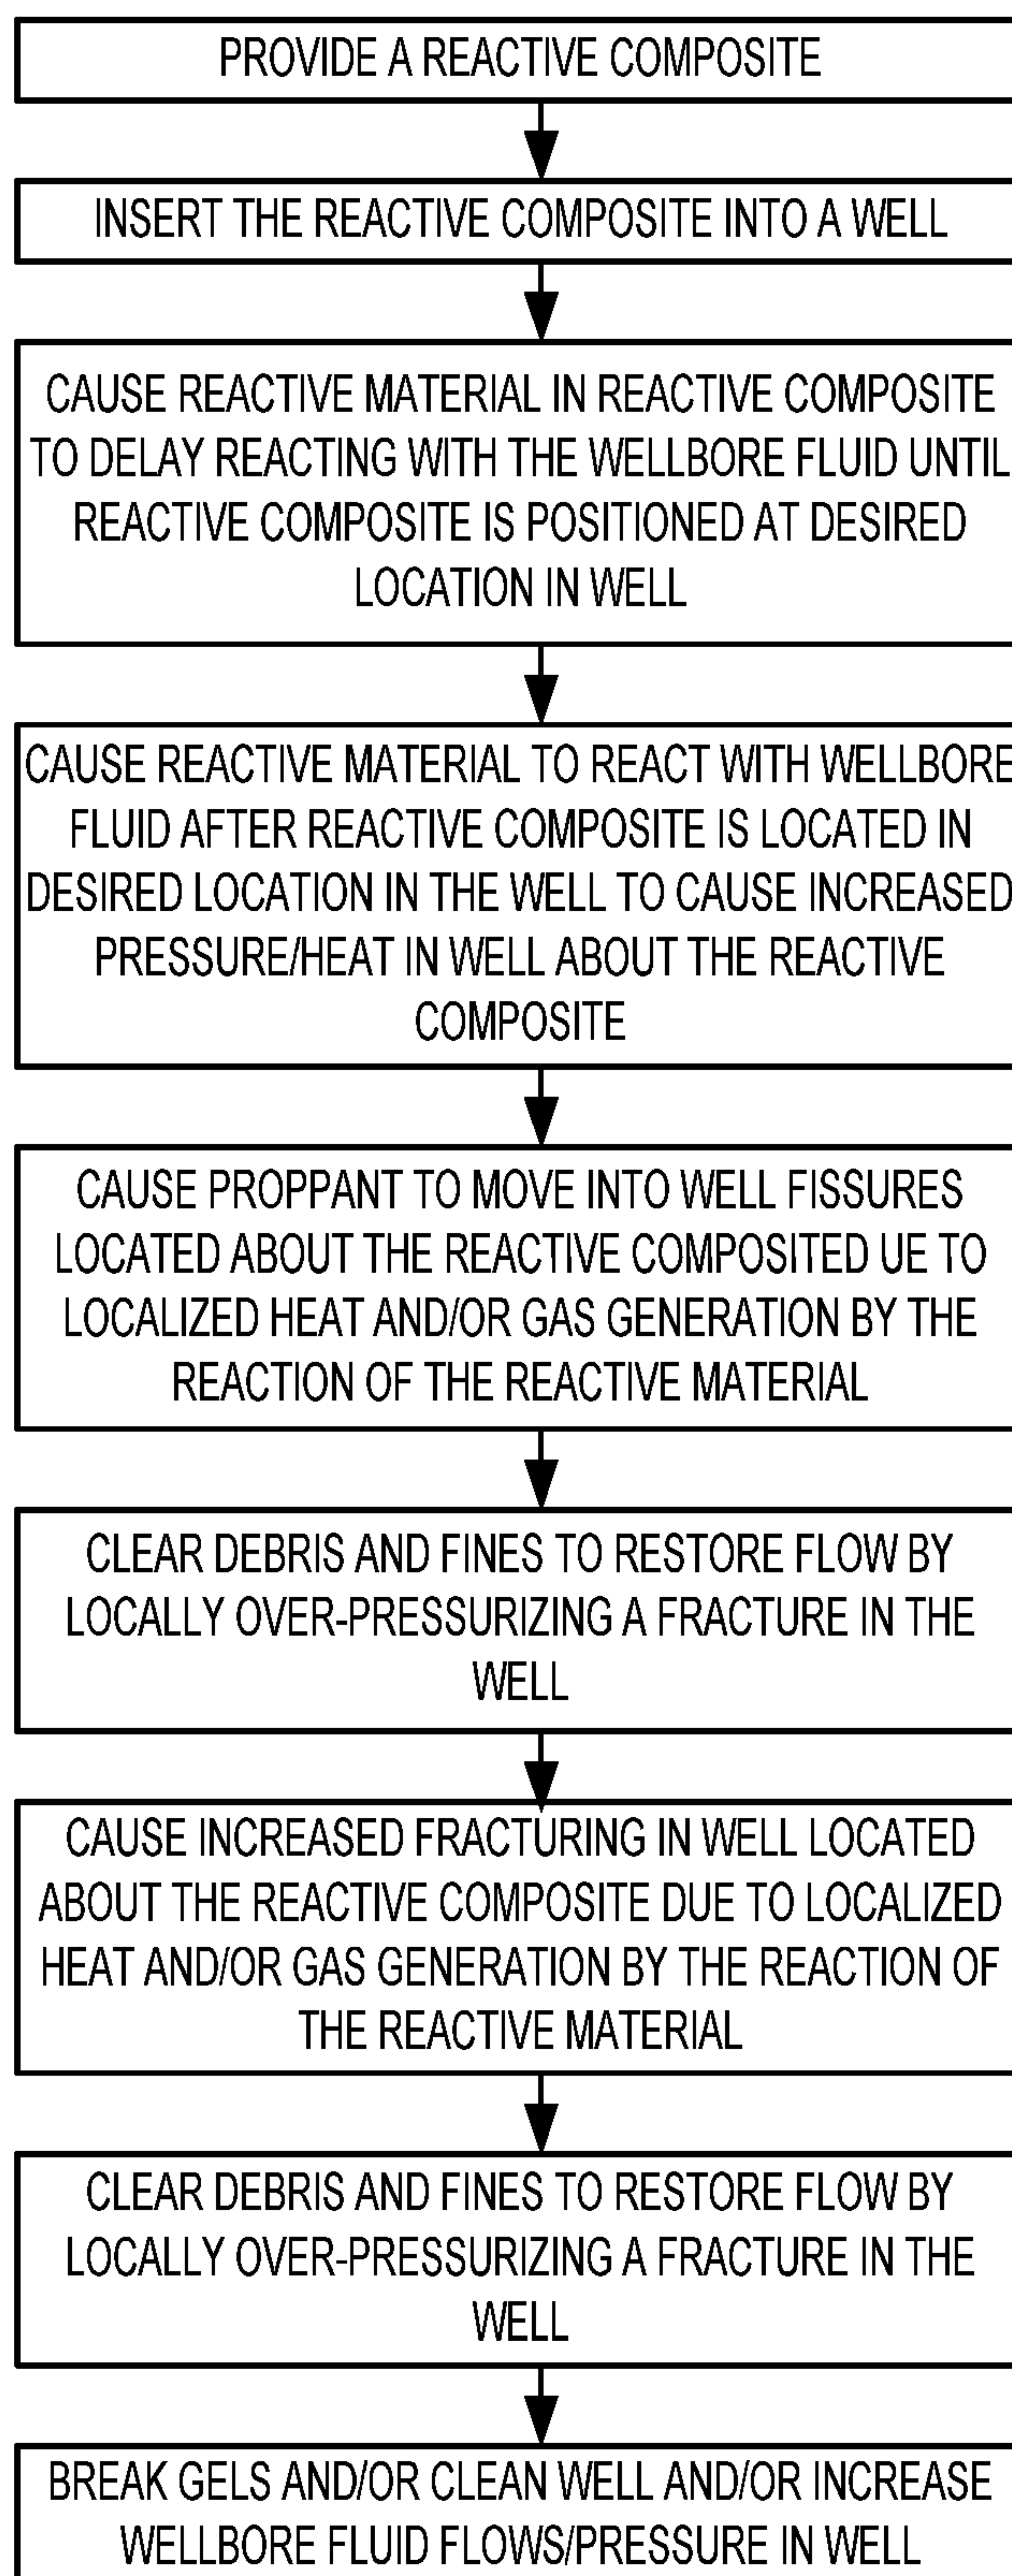 PROVIDE A REACTIVE COMPOSITE
INSERT THE REACTIVE COMPOSITE INTO A WELL
CAUSE REACTIVE MATERIAL IN REACTIVE COMPOSITE
TO DELAY REACTING WITH THE WELLBORE FLUID UNTIL
REACTIVE COMPOSITE IS POSITIONED AT DESIRED
LOCATION IN WELL
CAUSE REACTIVE MATERIAL TO REACT WITH WELLBORE
FLUID AFTER REACTIVE COMPOSITE IS LOCATED IN
DESIRED LOCATION IN THE WELL TO CAUSE INCREASED
PRESSURE/HEAT IN WELL ABOUT THE REACTIVE
COMPOSITE
CAUSE PROPPANT TO MOVE INTO WELL FISSURES
LOCATED ABOUT THE REACTIVE COMPOSITED UE TO
LOCALIZED HEAT AND/OR GAS GENERATION BY THE
REACTION OF THE REACTIVE MATERIAL
CLEAR DEBRIS AND FINES TO RESTORE FLOW BY
LOCALLY OVER-PRESSURIZING A FRACTURE IN THE
WELL
CAUSE INCREASED FRACTURING IN WELL LOCATED
ABOUT THE REACTIVE COMPOSITE DUE TO LOCALIZED
HEAT AND/OR GAS GENERATION BY THE REACTION OF
THE REACTIVE MATERIAL
CLEAR DEBRIS AND FINES TO RESTORE FLOW BY
LOCALLY OVER-PRESSURIZING A FRACTURE IN THE
WELL
BREAK GELS AND/OR CLEAN WELL AND/OR INCREASE
WELLBORE FLUID FLOWS/PRESSURE IN WELL